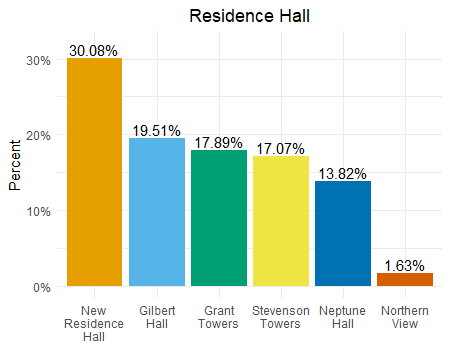 Residence Hall
Percent
30%
20%
10%
0%
30.08%
19.51%
17.89%
17.07%
13.82%
1.63%
New
Residence
Hall
Gilbert
Hall
Grant
Towers
Stevenson
Towers
Neptune
Hall
Northern
View